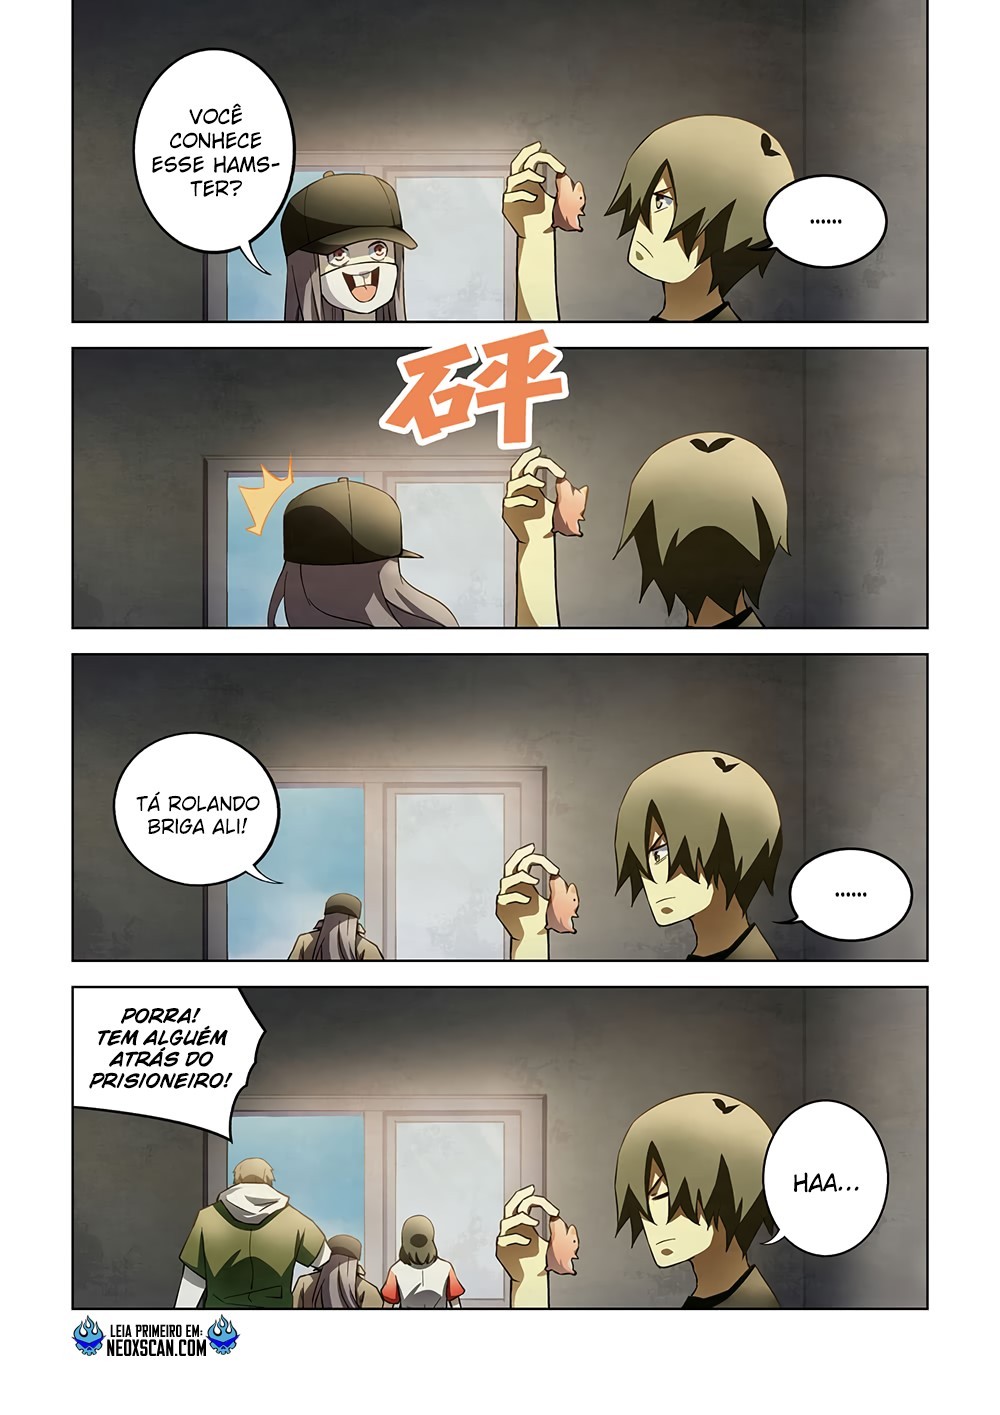 VOCÊ
CONHECE
ESSE HAMS-
TER?
......
砰
TÁ ROLANDO
BRIGA ALI!
......
PORRA!
TEM ALGUÉM
ATRÁS DO
PRISIONEIRO!
HAA...
LEIA PRIMEIRO EM:
NEOXSCAN.COM